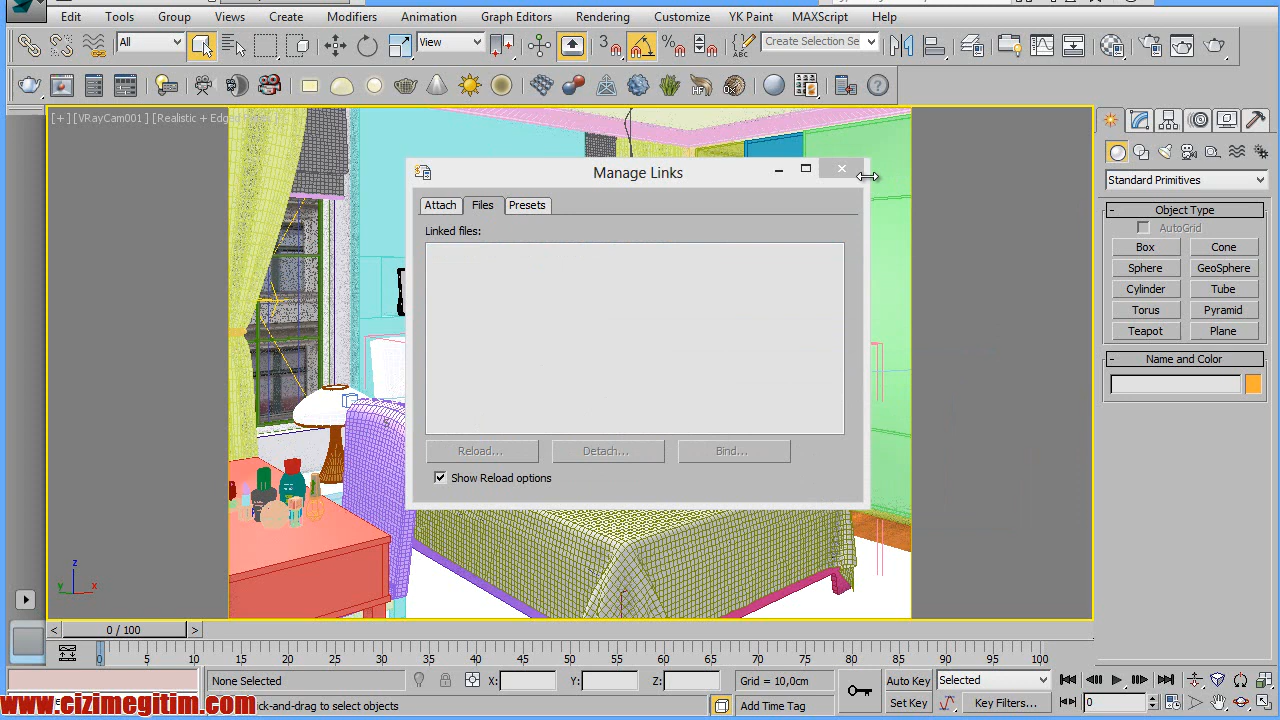 Edit Tools Group Views Create Modifiers Animation Graph Editors Rendering Customize YK Paint MAXScript Help
All View 3 Create Selection Se
[+] [VRayCam001] [Realistic + Edg
Manage Links
Attach Files Presets
Linked files:
Reload... Detach... Bind...
Show Reload options
Standard Primitives
- Object Type
AutoGrid
Box Cone
Sphere GeoSphere
Cylinder Tube
Torus Pyramid
Teapot Plane
- Name and Color
z
y x
< 0 / 100 >
0 5 10 15 20 25 30 35 40 45 50 55 60 65 70 75 80 85 90 95 100
None Selected X: Y: Z: Grid = 10,0cm Auto Key Selected
www.cizimegitim.com ck-and-drag to select objects Add Time Tag Set Key Key Filters... 0